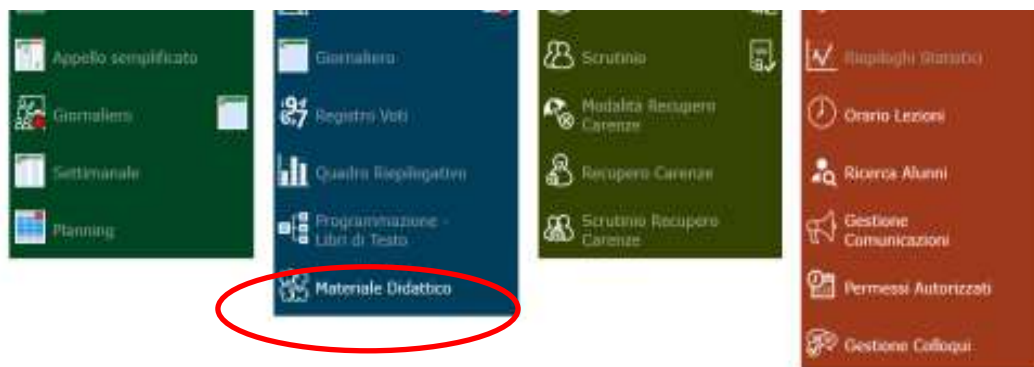 Appello semplificato
Giornaliero
Settimanale
Planning
Giornaliero
Registro Voti
Quadro Riepilogativo
Programmazione -
Libri di Testo
Materiale Didattico
Scrutinio
Modalità Recupero
Carenze
Recupero Carenze
Scrutinio Recupero
Carenze
Riepiloghi Statistici
Orario Lezioni
Ricerca Alunni
Gestione
Comunicazioni
Permessi Autorizzati
Gestione Colloqui